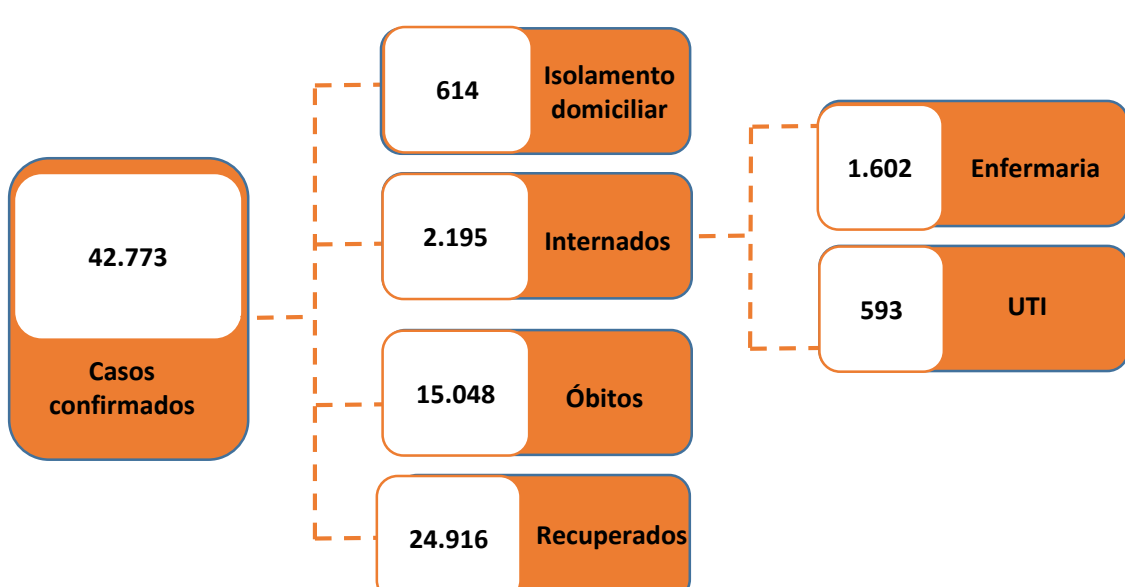 42.773
Casos
confirmados
614
Isolamento
domiciliar
2.195
Internados
15.048
Óbitos
24.916
Recuperados
1.602
Enfermaria
593
UTI